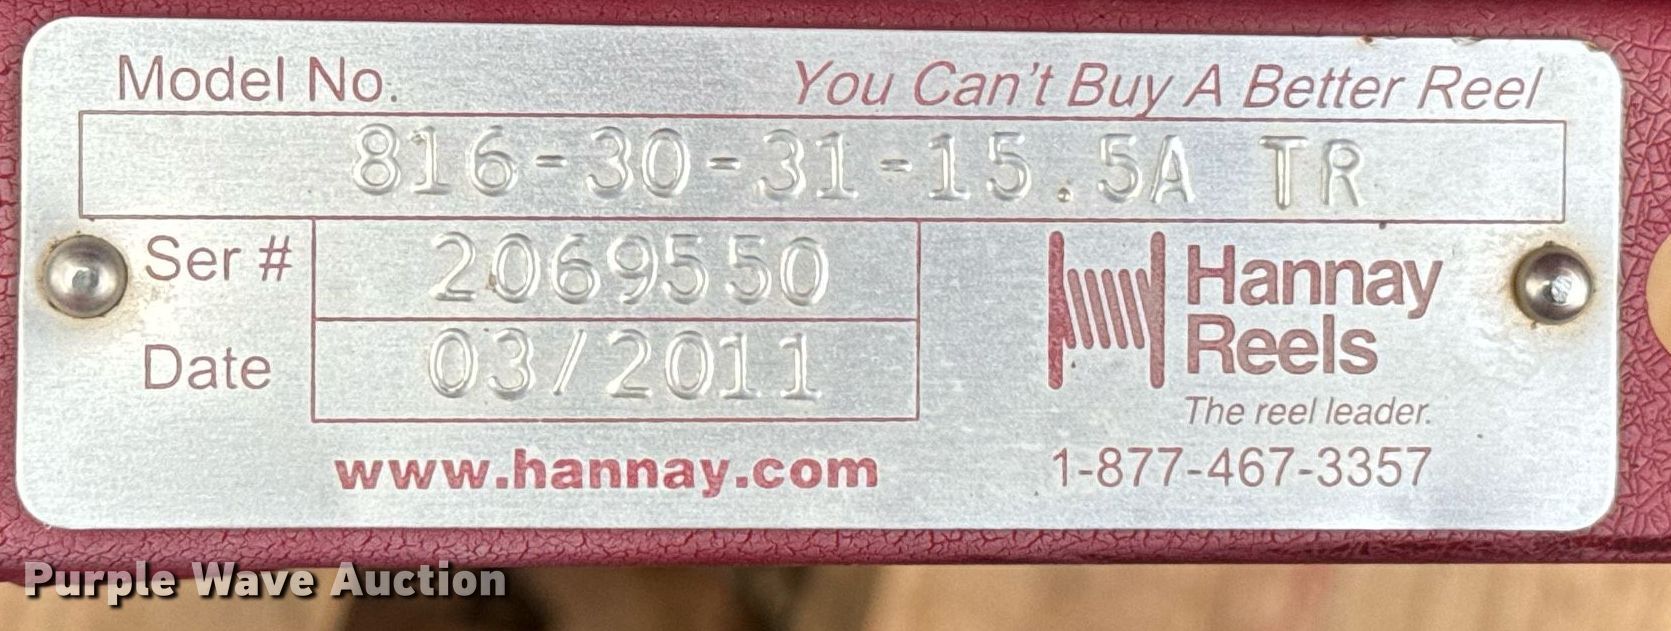 Model No.
You Can't Buy A Better Reel
816-30-31-15.5A TR
Ser # 2069550
Date 03/2011
Hannay
Reels
The reel leader.
www.hannay.com
1-877-467-3357
Purple Wave Auction